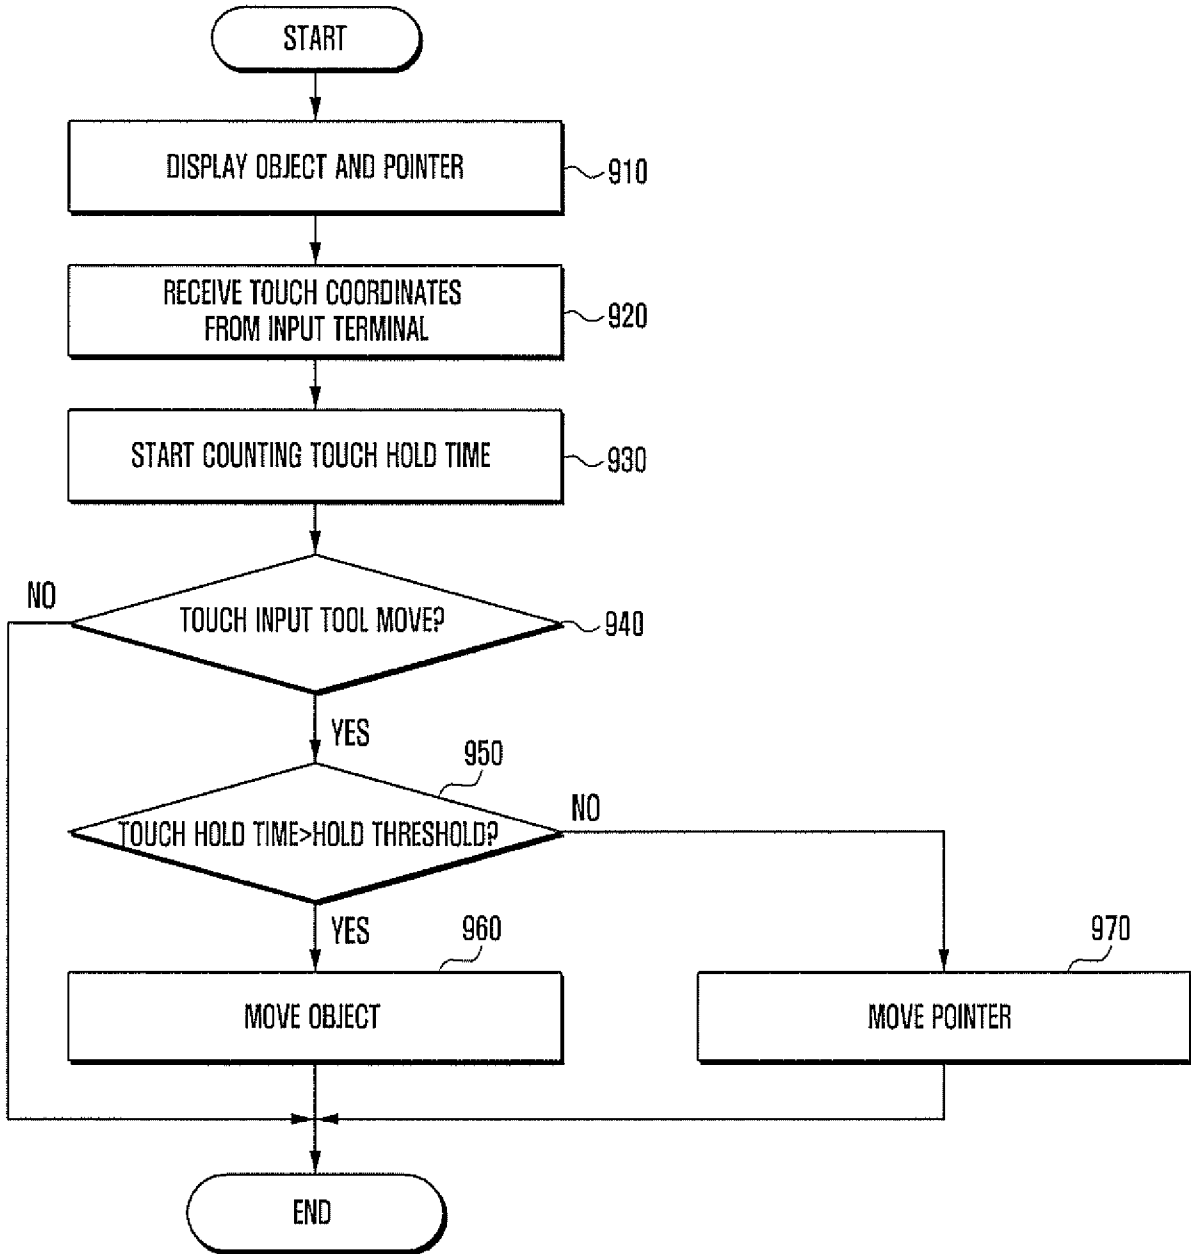 START
DISPLAY OBJECT AND POINTER
910
RECEIVE TOUCH COORDINATES
FROM INPUT TERMINAL
920
START COUNTING TOUCH HOLD TIME
930
NO
TOUCH INPUT TOOL MOVE?
940
YES
950
TOUCH HOLD TIME>HOLD THRESHOLD?
NO
YES
960
970
MOVE OBJECT
MOVE POINTER
END